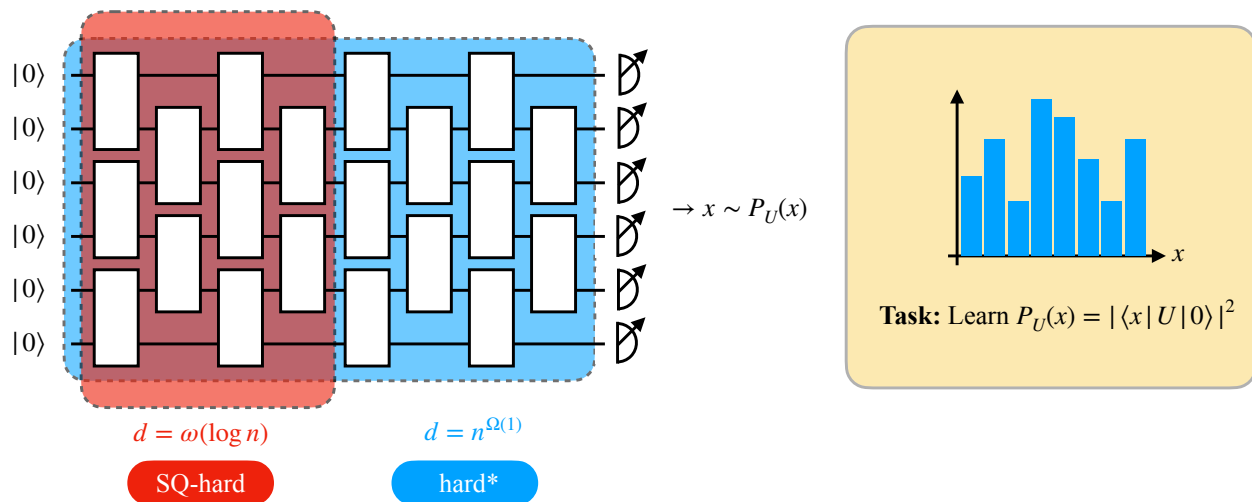 |0⟩
|0⟩
|0⟩
|0⟩
|0⟩
|0⟩
→ x ∼ P_U(x)
d = ω(log n)
d = n^{Ω(1)}
SQ-hard
hard*
x
Task: Learn P_U(x) = |⟨x|U|0⟩|^2